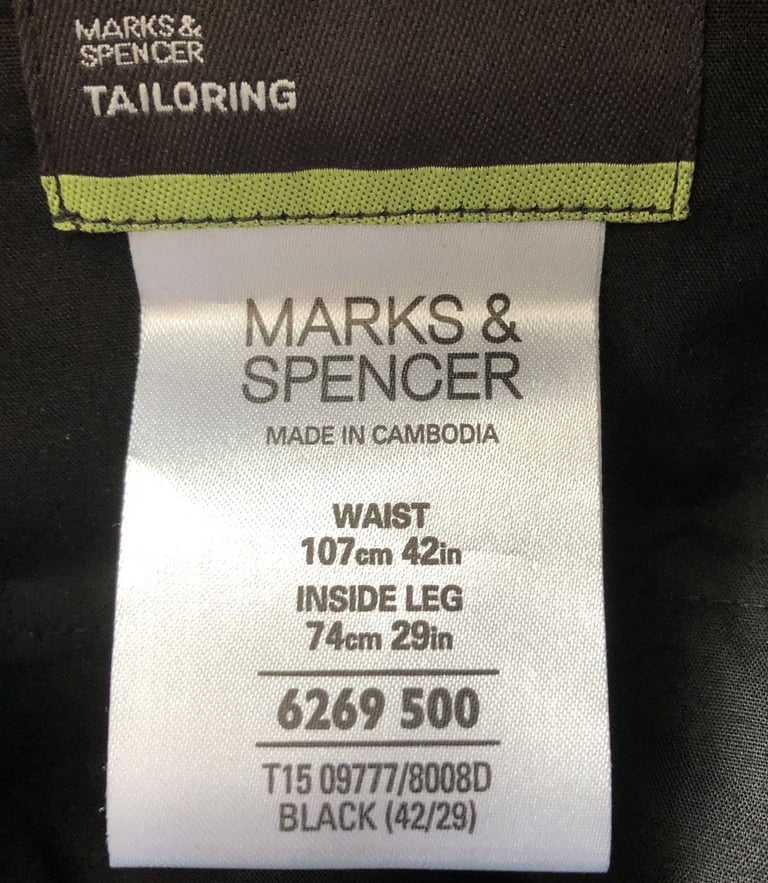 MARKS &
SPENCER
TAILORING
MARKS &
SPENCER
MADE IN CAMBODIA
WAIST
107cm 42in
INSIDE LEG
74cm 29in
6269 500
T15 09777/8008D
BLACK (42/29)